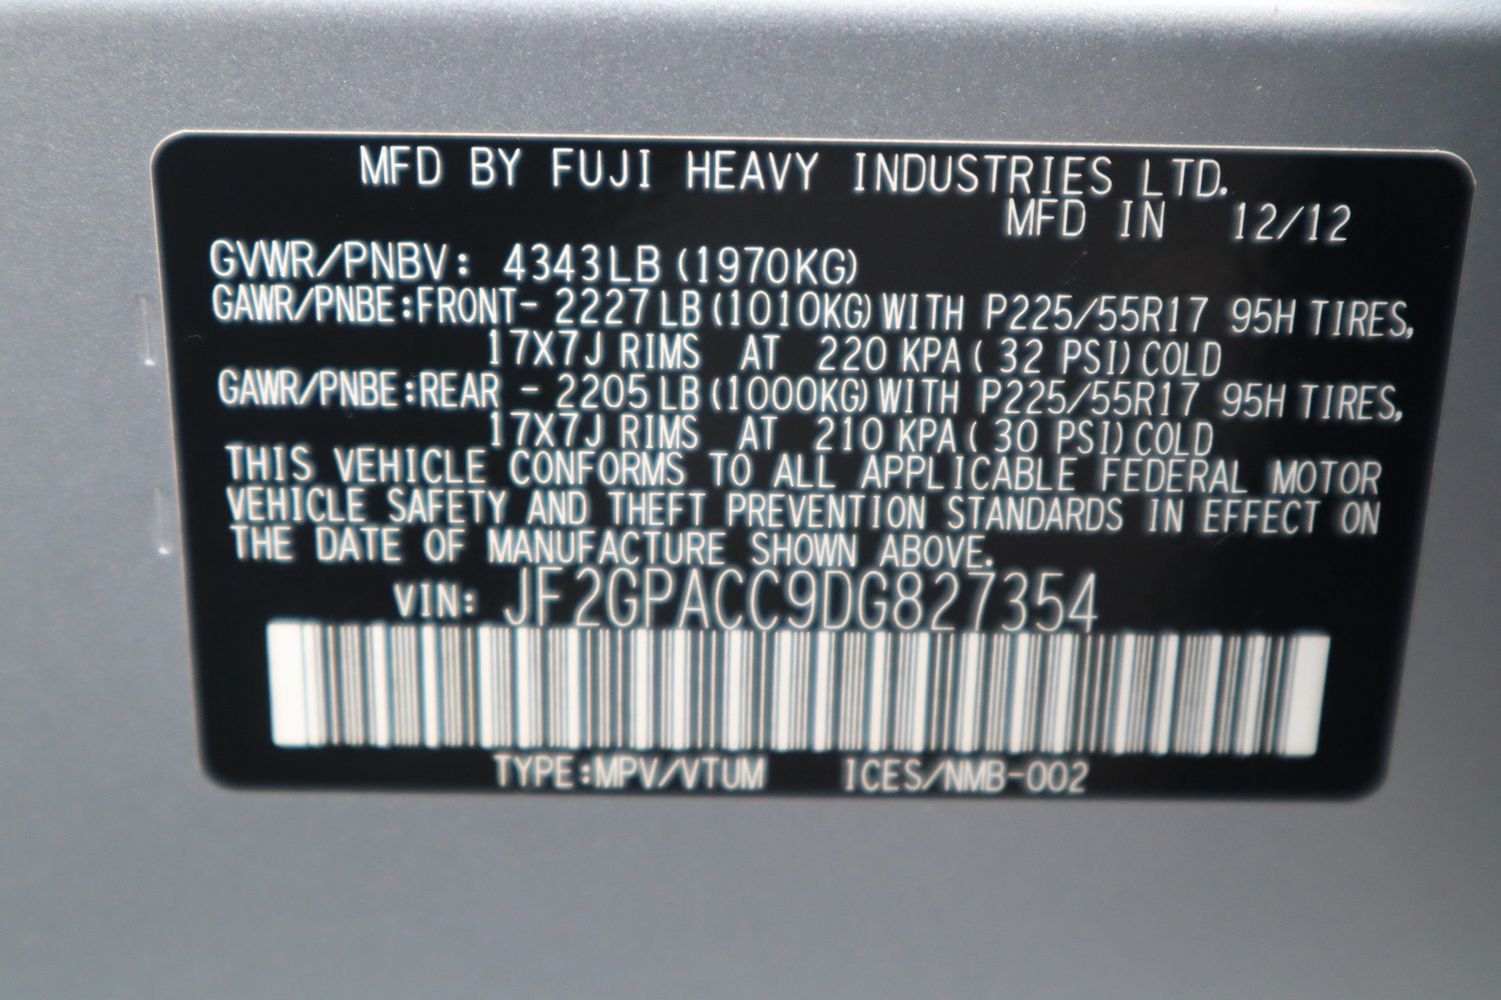 MFD BY FUJI HEAVY INDUSTRIES LTD.
MFD IN 12/12
GVWR/PNBV: 4343LB (1970KG)
GAWR/PNBE:FRONT- 2227LB (1010KG) WITH P225/55R17 95H TIRES,
17X7J RIMS AT 220 KPA ( 32 PSI) COLD
GAWR/PNBE:REAR - 2205LB (1000KG) WITH P225/55R17 95H TIRES,
17X7J RIMS AT 210 KPA ( 30 PSI) COLD
THIS VEHICLE CONFORMS TO ALL APPLICABLE FEDERAL MOTOR
VEHICLE SAFETY AND THEFT PREVENTION STANDARDS IN EFFECT ON
THE DATE OF MANUFACTURE SHOWN ABOVE.
VIN: JF2GPACC9DG827354
TYPE:MPV/VTUM ICES/NMB-002